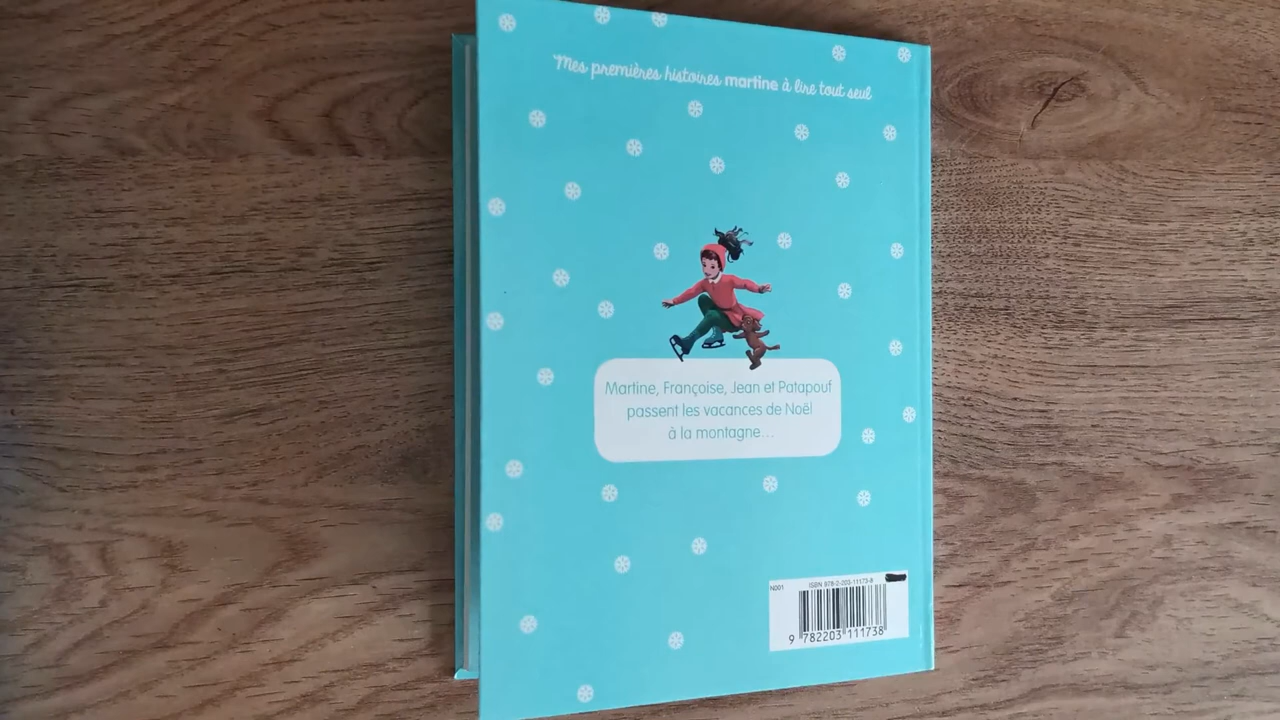 Mes premières histoires martine à lire tout seul
Martine, Françoise, Jean et Patapouf
passent les vacances de Noël
à la montagne...
N001 ISBN 978-2-203-11173-8
9 782203 111738